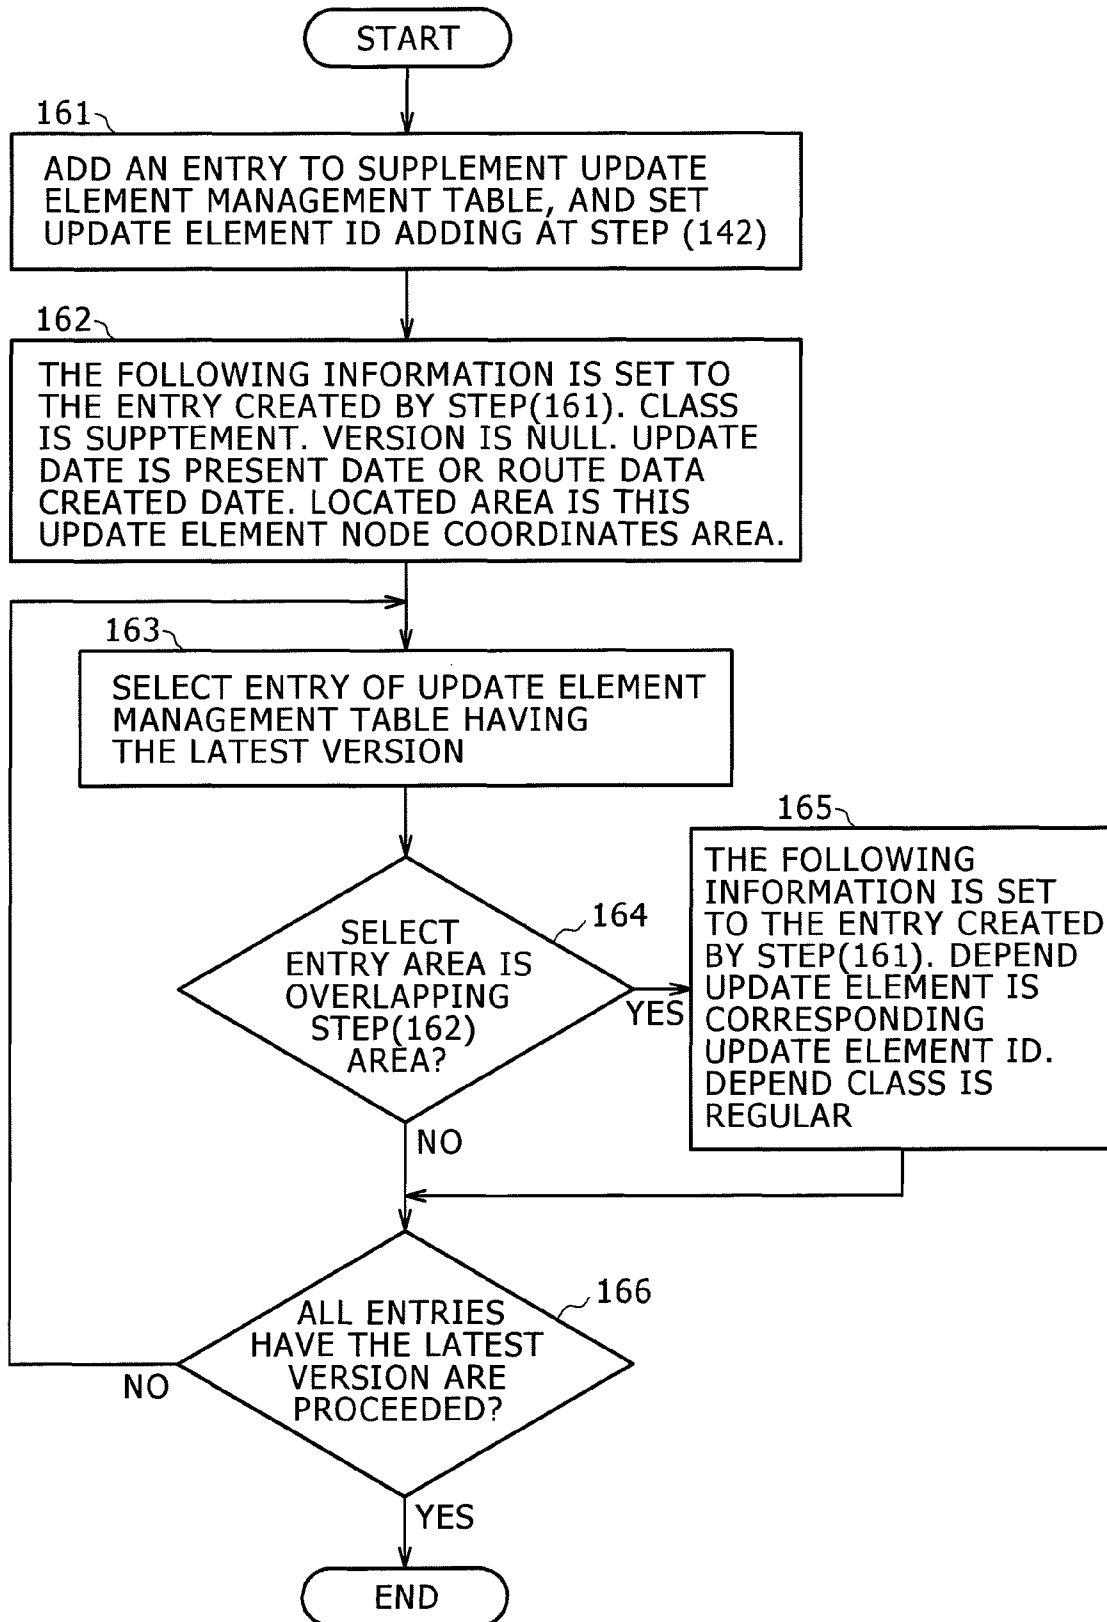 START
161
ADD AN ENTRY TO SUPPLEMENT UPDATE
ELEMENT MANAGEMENT TABLE, AND SET
UPDATE ELEMENT ID ADDING AT STEP (142)
162
THE FOLLOWING INFORMATION IS SET TO
THE ENTRY CREATED BY STEP(161). CLASS
IS SUPPTEMENT. VERSION IS NULL. UPDATE
DATE IS PRESENT DATE OR ROUTE DATA
CREATED DATE. LOCATED AREA IS THIS
UPDATE ELEMENT NODE COORDINATES AREA.
163
SELECT ENTRY OF UPDATE ELEMENT
MANAGEMENT TABLE HAVING
THE LATEST VERSION
164
SELECT
ENTRY AREA IS
OVERLAPPING
STEP(162)
AREA?
YES
NO
165
THE FOLLOWING
INFORMATION IS SET
TO THE ENTRY CREATED
BY STEP(161). DEPEND
UPDATE ELEMENT IS
CORRESPONDING
UPDATE ELEMENT ID.
DEPEND CLASS IS
REGULAR
166
ALL ENTRIES
HAVE THE LATEST
VERSION ARE
PROCEEDED?
NO
YES
END